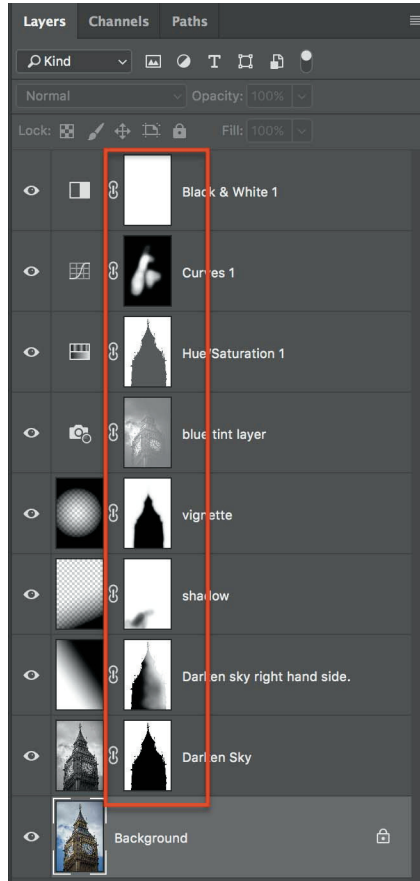 Layers Channels Paths
Kind T
Normal Opacity: 100%
Lock: Fill: 100%
Black & White 1
Curves 1
Hue/Saturation 1
blue tint layer
vignette
shadow
Darken sky right hand side.
Darken Sky
Background